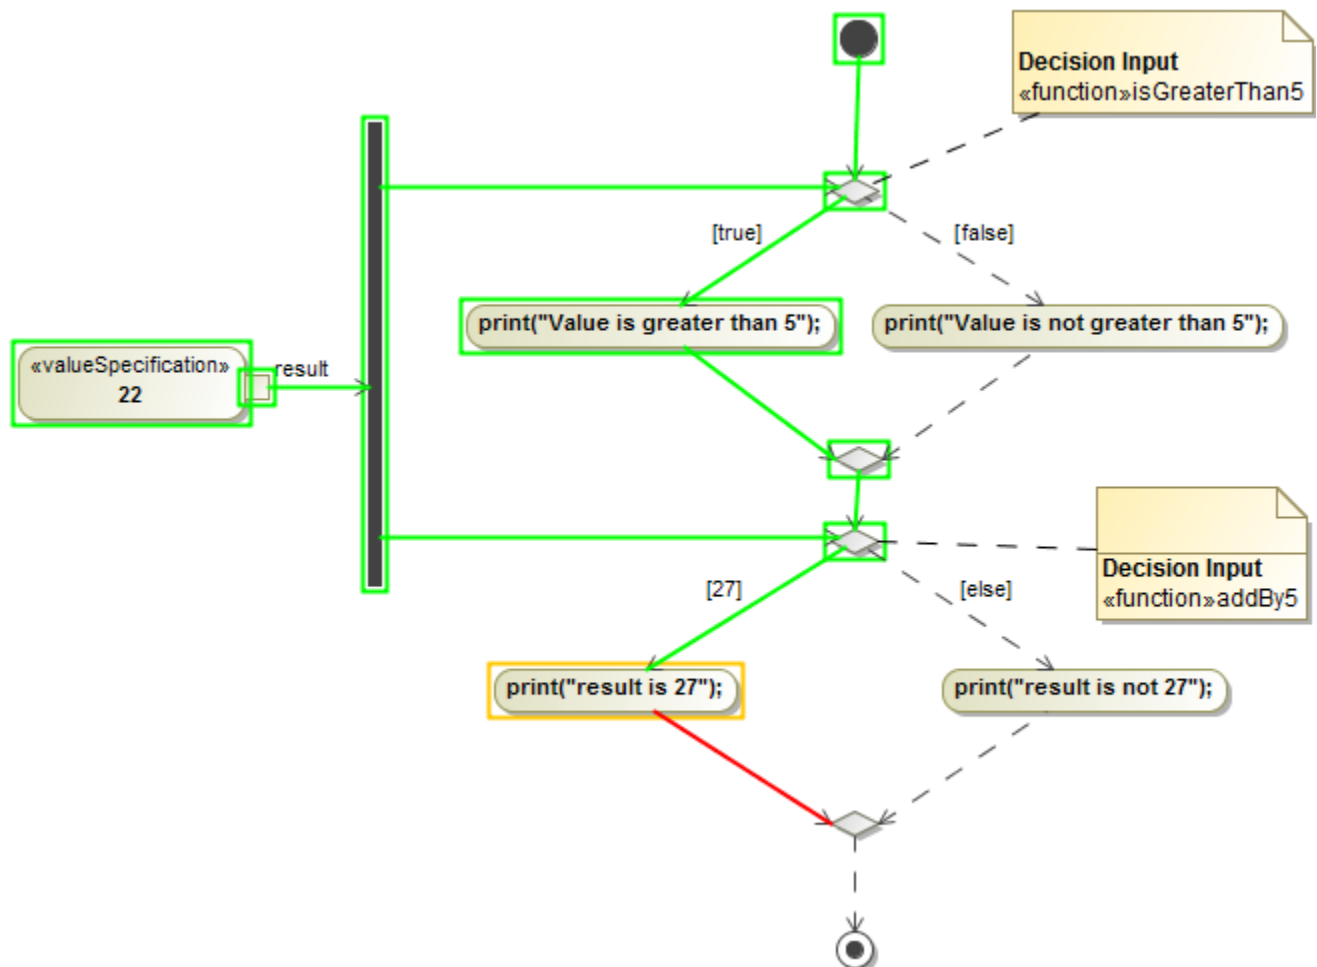 Decision Input
«function»isGreaterThan5
[true]
[false]
print("Value is greater than 5");
print("Value is not greater than 5");
«valueSpecification»
22
result
Decision Input
«function»addBy5
[27]
[else]
print("result is 27");
print("result is not 27");